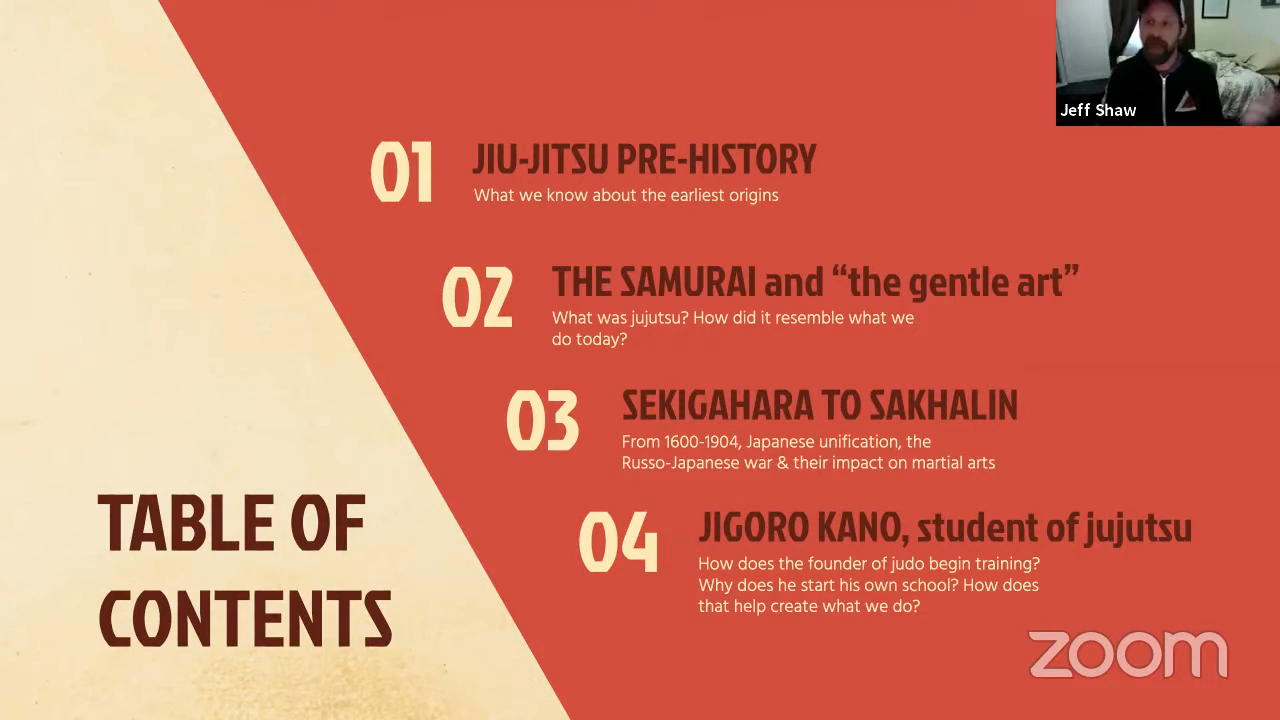 Jeff Shaw
01
JIU-JITSU PRE-HISTORY
What we know about the earliest origins
02
THE SAMURAI and “the gentle art”
What was jujutsu? How did it resemble what we
do today?
03
SEKIGAHARA TO SAKHALIN
From 1600-1904, Japanese unification, the
Russo-Japanese war & their impact on martial arts
04
JIGORO KANO, student of jujutsu
How does the founder of judo begin training?
Why does he start his own school? How does
that help create what we do?
TABLE OF
CONTENTS
zoom